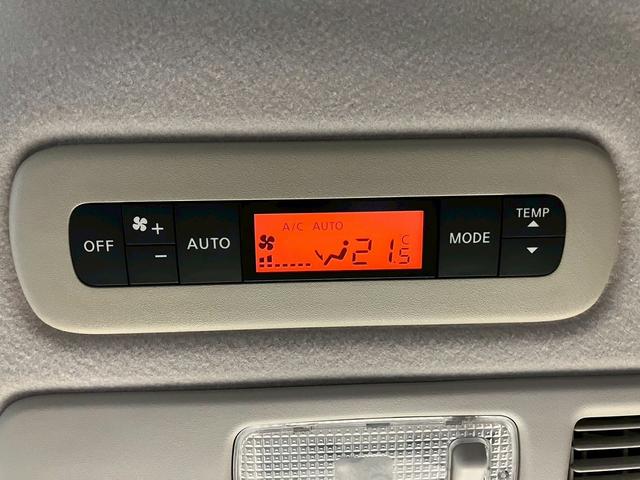 OFF
+
-
AUTO
A/C AUTO
21.5°C
MODE
TEMP